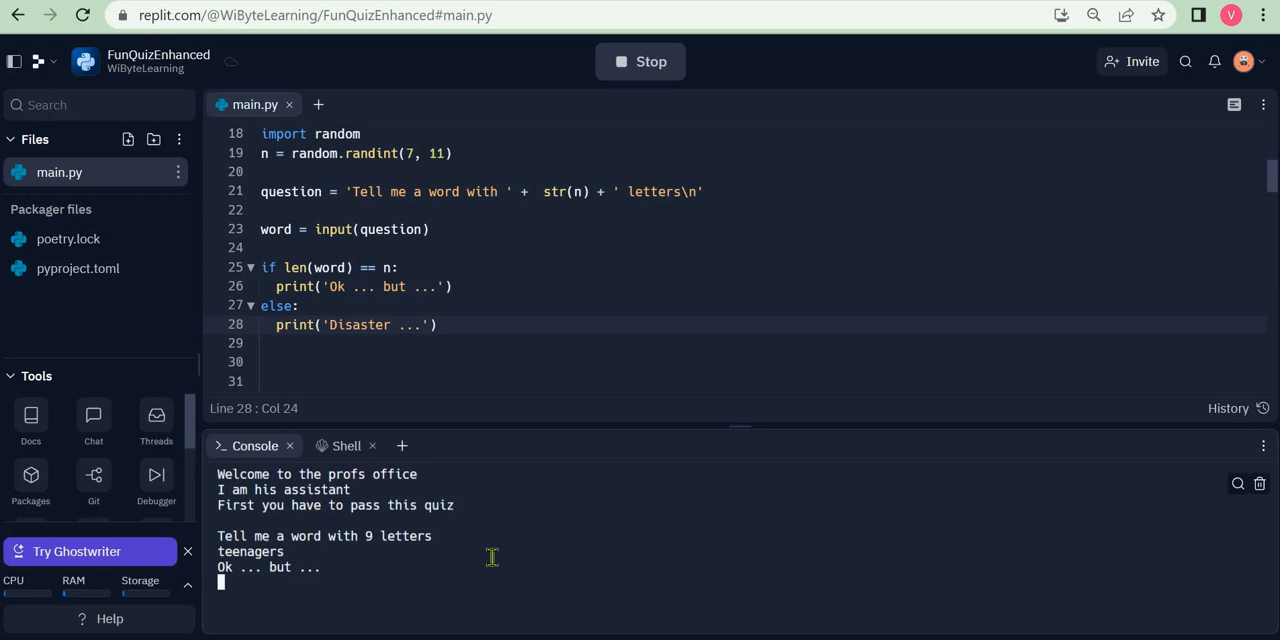 replit.com/@WiByteLearning/FunQuizEnhanced#main.py
V
FunQuizEnhanced
WiByteLearning
Stop
Invite
Search
Files
main.py
Packager files
poetry.lock
pyproject.toml
Tools
Docs
Chat
Threads
Packages
Git
Debugger
Try Ghostwriter
CPU
RAM
Storage
? Help
main.py
18 import random
19 n = random.randint(7, 11)
20
21 question = 'Tell me a word with ' + str(n) + ' letters\n'
22
23 word = input(question)
24
25 if len(word) == n:
26 print('Ok ... but ...')
27 else:
28 print('Disaster ...')
29
30
31
Line 28 : Col 24
History
>_ Console
Shell
Welcome to the profs office
I am his assistant
First you have to pass this quiz
Tell me a word with 9 letters
teenagers
Ok ... but ...